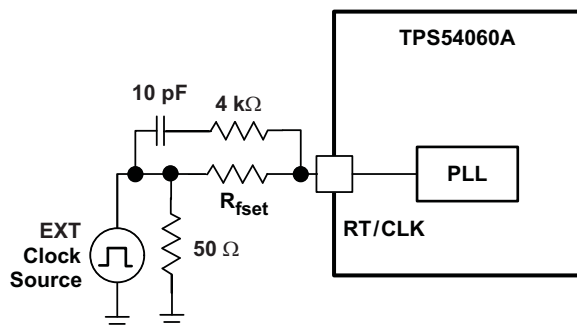 TPS54060A
10 pF
4 kΩ
PLL
Rfset
RT/CLK
EXT
Clock
Source
50 Ω